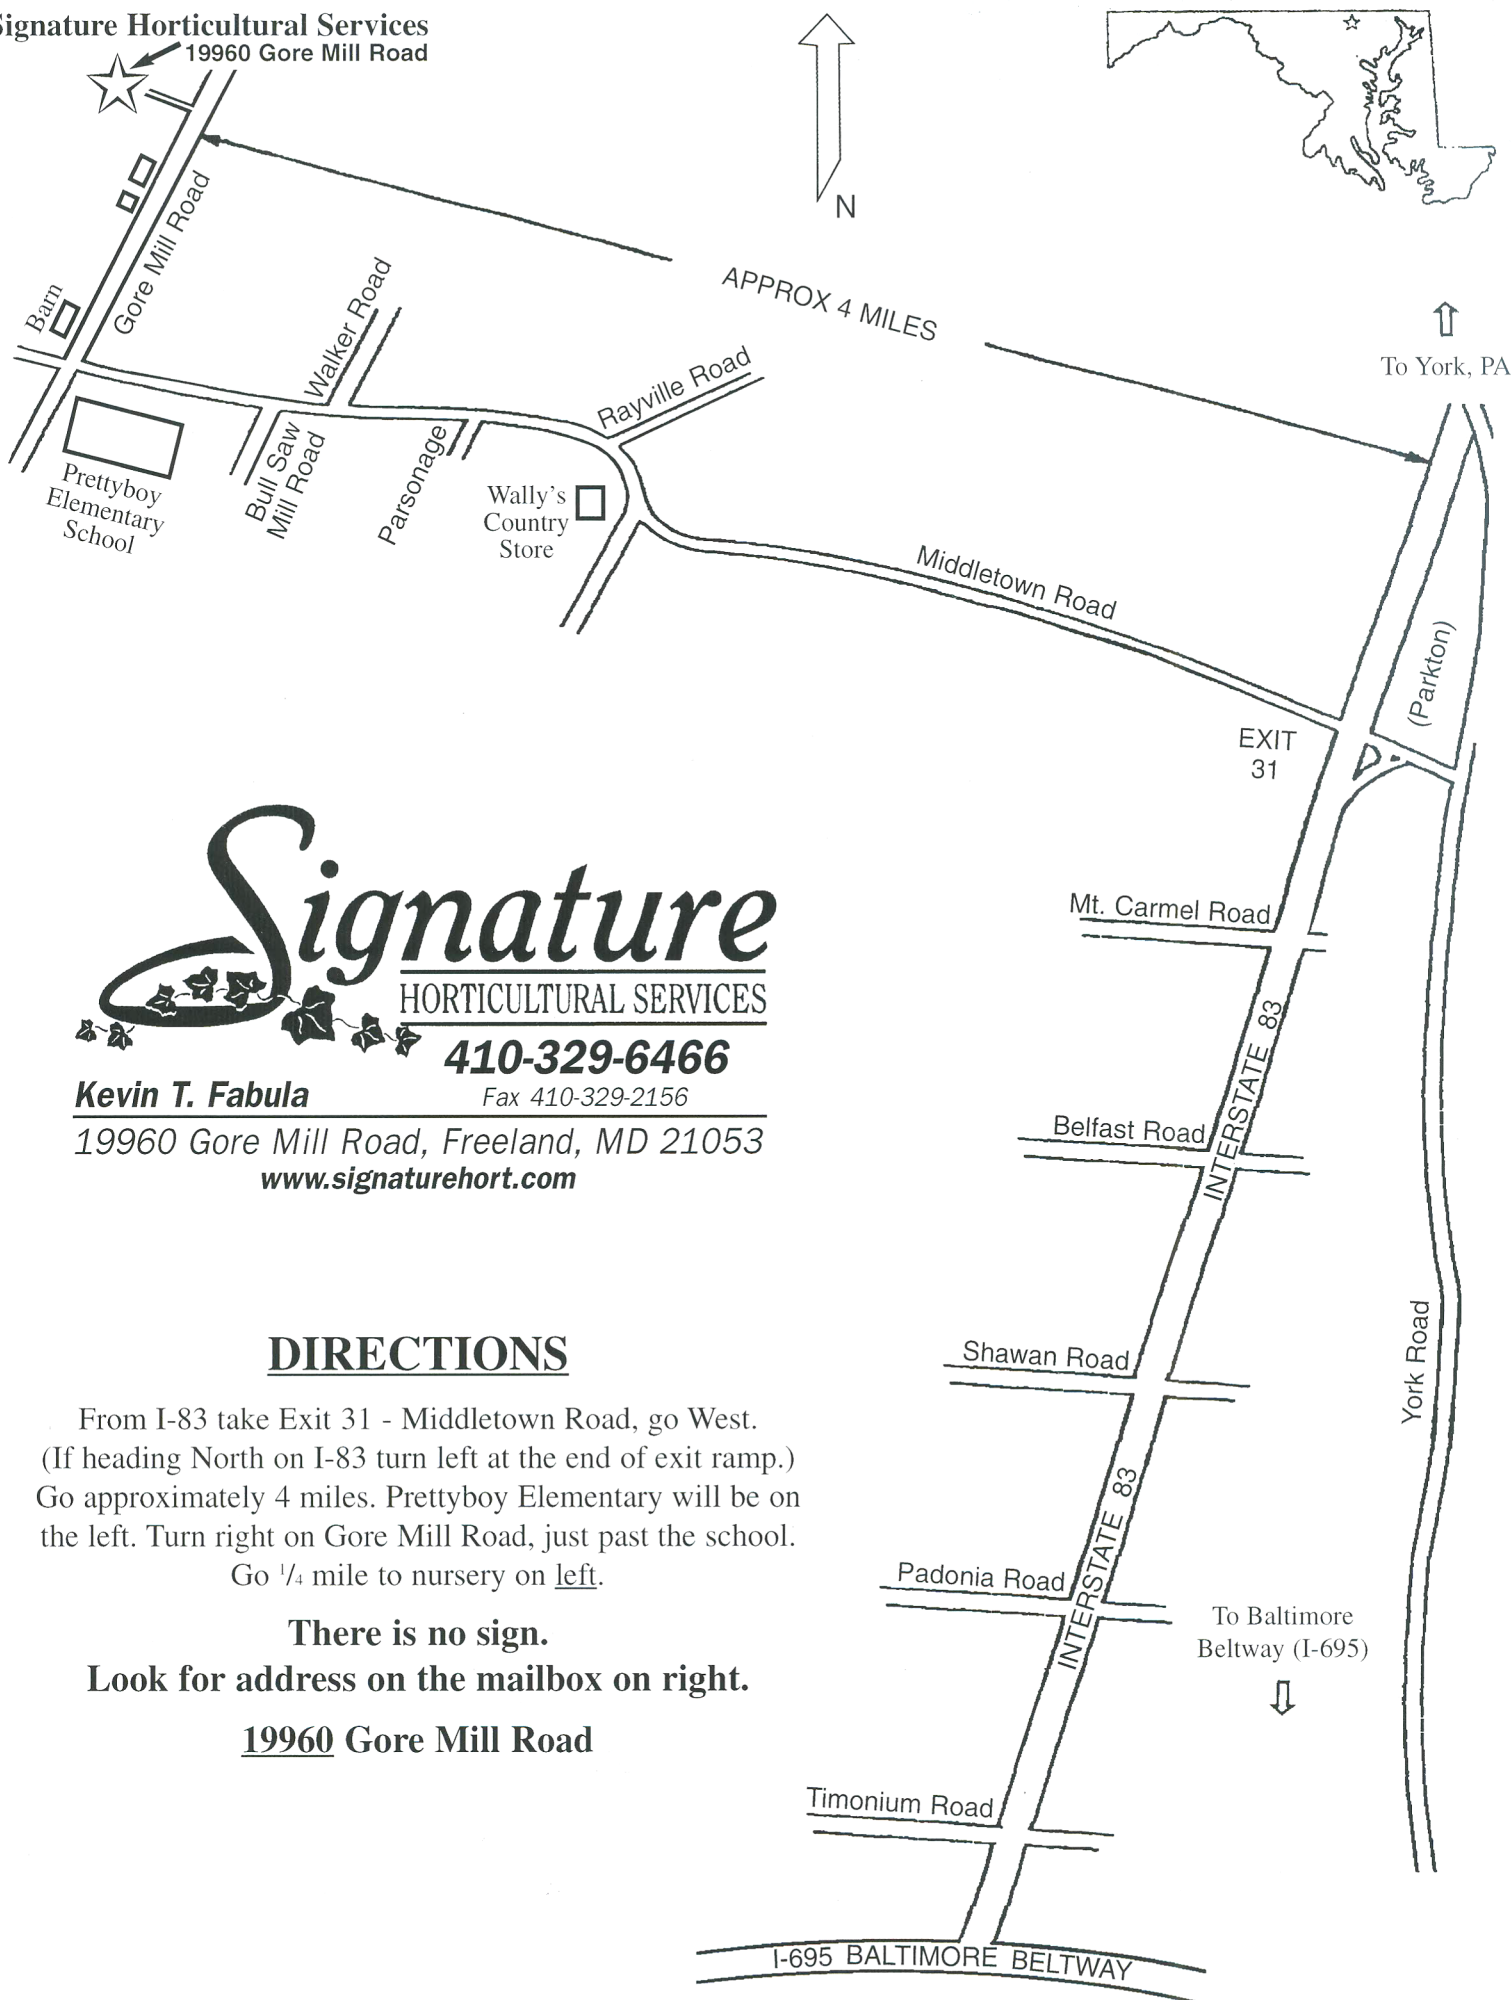 Signature Horticultural Services
19960 Gore Mill Road
N
APPROX 4 MILES
To York, PA
Gore Mill Road
Barn
Walker Road
Rayville Road
Prettyboy
Elementary
School
Bull Saw
Mill Road
Parsonage
Wally's
Country
Store
Middletown Road
(Parkton)
EXIT
31
Signature
HORTICULTURAL SERVICES
410-329-6466
Kevin T. Fabula
Fax 410-329-2156
19960 Gore Mill Road, Freeland, MD 21053
www.signaturehort.com
Mt. Carmel Road
INTERSTATE 83
Belfast Road
Shawan Road
York Road
DIRECTIONS
From I-83 take Exit 31 - Middletown Road, go West.
(If heading North on I-83 turn left at the end of exit ramp.)
Go approximately 4 miles. Prettyboy Elementary will be on
the left. Turn right on Gore Mill Road, just past the school.
Go 1/4 mile to nursery on left.
There is no sign.
Look for address on the mailbox on right.
19960 Gore Mill Road
INTERSTATE 83
Padonia Road
To Baltimore
Beltway (I-695)
Timonium Road
I-695 BALTIMORE BELTWAY